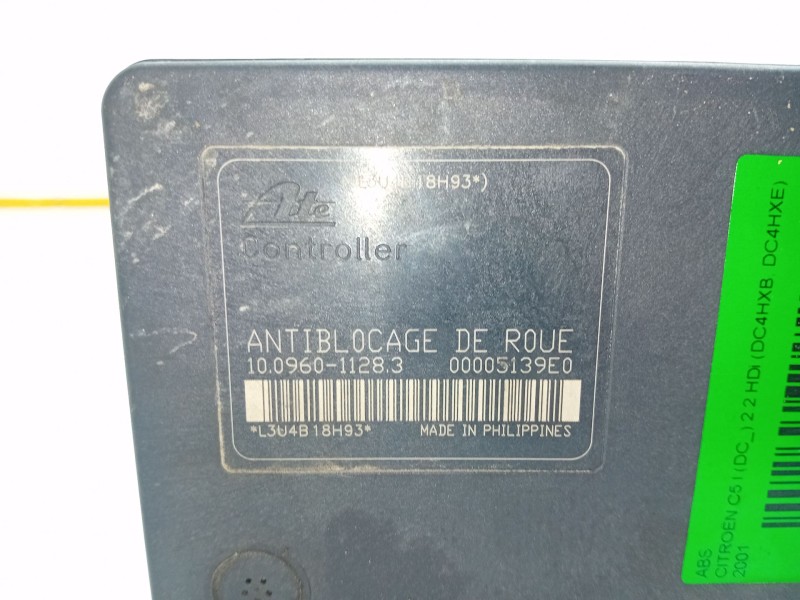 18H93*)
Ate
Controller
ANTIBLOCAGE DE ROUE
10.0960-1128.3 00005139E0
*L3U4B18H93* MADE IN PHILIPPINES
ABS
CITROEN C5 I (DC_) 2.2 HDi (DC4HXB, DC4HXE)
2001